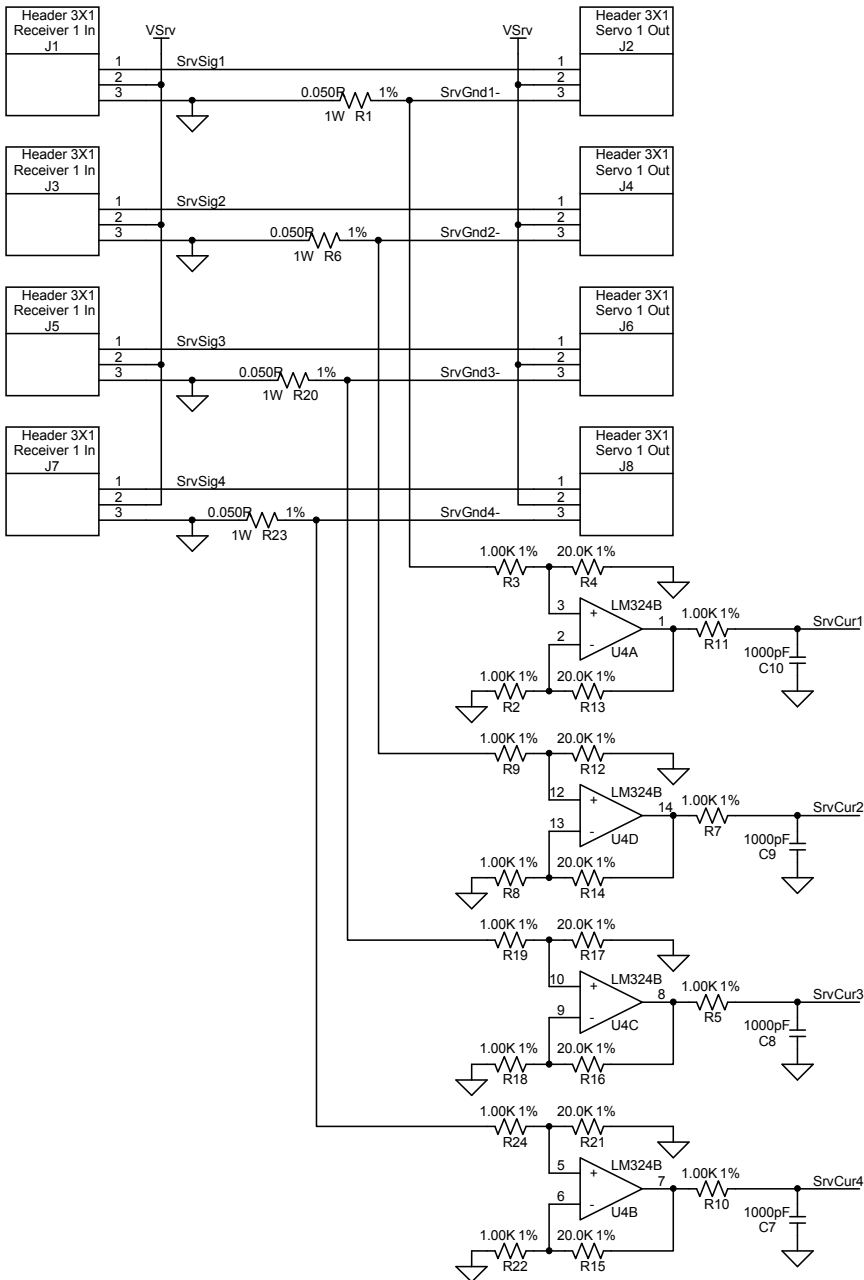 Header 3X1
Receiver 1 In
J1
VSrv
VSrv
Header 3X1
Servo 1 Out
J2
1 SrvSig1 1
2 2
3 0.050R 1% SrvGnd1- 3
1W R1
Header 3X1
Receiver 1 In
J3
Header 3X1
Servo 1 Out
J4
1 SrvSig2 1
2 2
3 0.050R 1% SrvGnd2- 3
1W R6
Header 3X1
Receiver 1 In
J5
Header 3X1
Servo 1 Out
J6
1 SrvSig3 1
2 2
3 0.050R 1% SrvGnd3- 3
1W R20
Header 3X1
Receiver 1 In
J7
Header 3X1
Servo 1 Out
J8
1 SrvSig4 1
2 2
3 0.050R 1% SrvGnd4- 3
1W R23
1.00K 1% 20.0K 1%
R3 R4
3 + LM324B
1 1.00K 1% SrvCur1
2 - U4A R11
1000pF
C10
1.00K 1% 20.0K 1%
R2 R13
1.00K 1% 20.0K 1%
R9 R12
12 + LM324B
14 1.00K 1% SrvCur2
13 - U4D R7
1000pF
C9
1.00K 1% 20.0K 1%
R8 R14
1.00K 1% 20.0K 1%
R19 R17
10 + LM324B
8 1.00K 1% SrvCur3
9 - U4C R5
1000pF
C8
1.00K 1% 20.0K 1%
R18 R16
1.00K 1% 20.0K 1%
R24 R21
5 + LM324B
7 1.00K 1% SrvCur4
6 - U4B R10
1000pF
C7
1.00K 1% 20.0K 1%
R22 R15